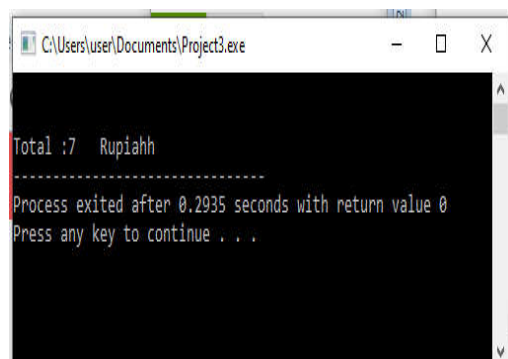 C:\Users\user\Documents\Project3.exe
Total :7 Rupiahh
--------------------------------
Process exited after 0.2935 seconds with return value 0
Press any key to continue . . .